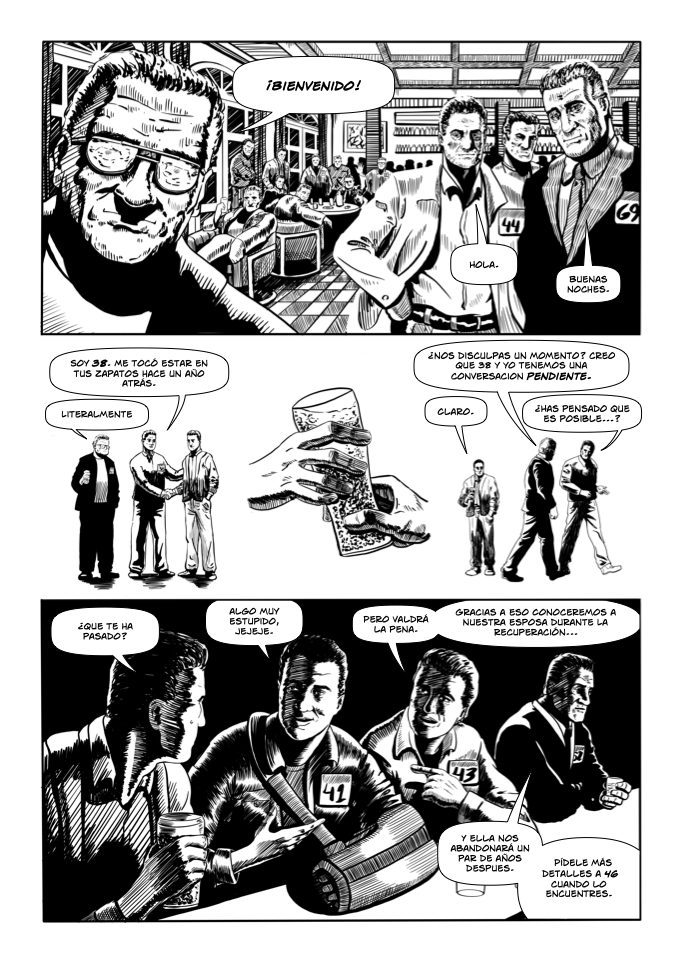 ¡BIENVENIDO!
HOLA.
BUENAS
NOCHES.
44
69
SOY 38. ME TOCÓ ESTAR EN
TUS ZAPATOS HACE UN AÑO
ATRÁS.
LITERALMENTE
¿NOS DISCULPAS UN MOMENTO? CREO
QUE 38 Y YO TENEMOS UNA
CONVERSACION PENDIENTE.
CLARO.
¿HAS PENSADO QUE
ES POSIBLE...?
¿QUE TE HA
PASADO?
ALGO MUY
ESTUPIDO,
JEJEJE.
PERO VALDRÁ
LA PENA.
GRACIAS A ESO CONOCEREMOS A
NUESTRA ESPOSA DURANTE LA
RECUPERACIÓN...
41
43
Y ELLA NOS
ABANDONARÁ UN
PAR DE AÑOS
DESPUES.
PÍDELE MÁS
DETALLES A 46
CUANDO LO
ENCUENTRES.